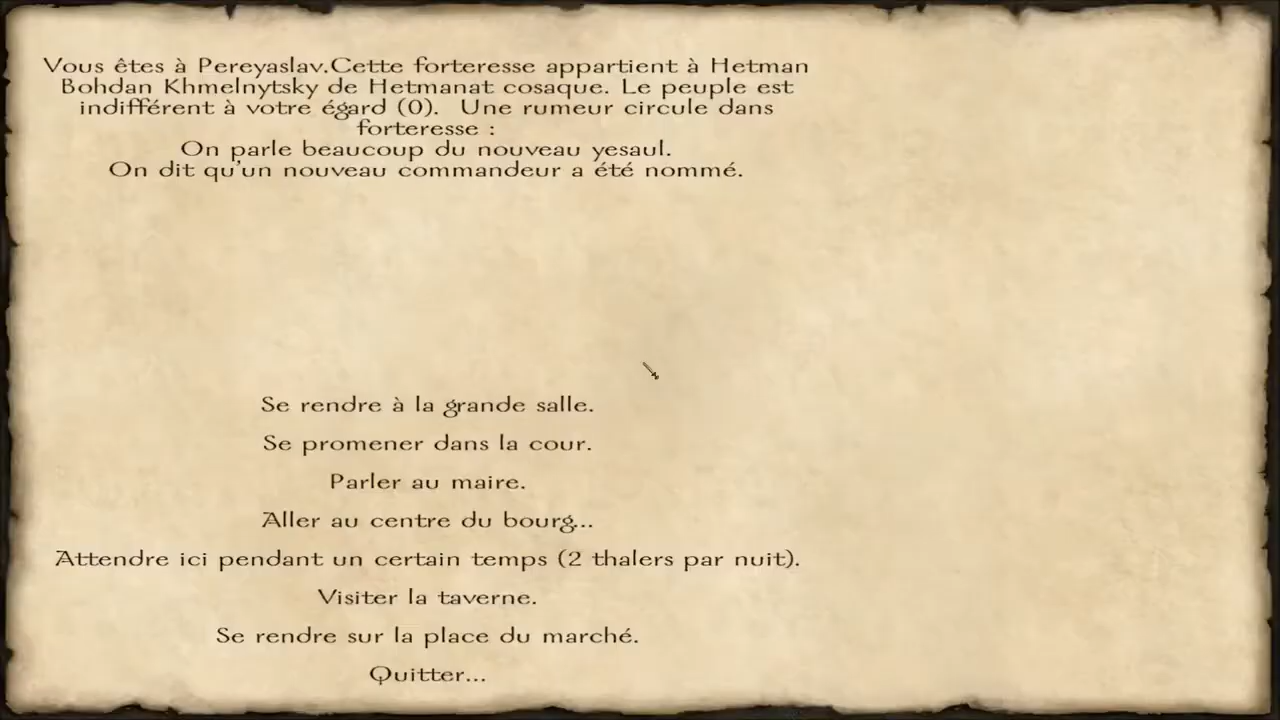 Vous êtes à Pereyaslav.Cette forteresse appartient à Hetman
Bohdan Khmelnytsky de Hetmanat cosaque. Le peuple est
indifférent à votre égard (0). Une rumeur circule dans
forteresse :
On parle beaucoup du nouveau yesaul.
On dit qu'un nouveau commandeur a été nommé.
Se rendre à la grande salle.
Se promener dans la cour.
Parler au maire.
Aller au centre du bourg...
Attendre ici pendant un certain temps (2 thalers par nuit).
Visiter la taverne.
Se rendre sur la place du marché.
Quitter...